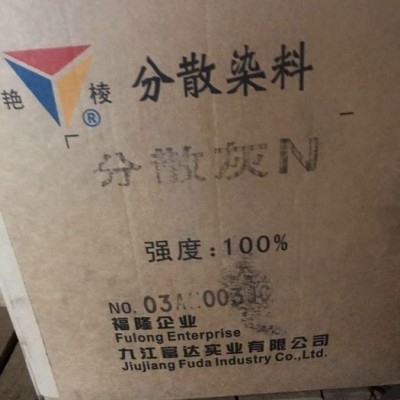 艳 棱 ®
分散染料
分散灰N
强度:100%
NO.
福隆企业
Fulong Enterprise
九江富达实业有限公司
Jiujiang Fuda Industry Co.,Ltd.